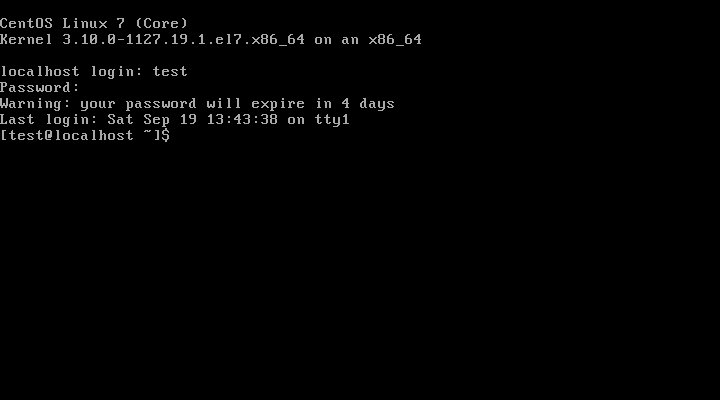 CentOS Linux 7 (Core)
Kernel 3.10.0-1127.19.1.el7.x86_64 on an x86_64
localhost login: test
Password:
Warning: your password will expire in 4 days
Last login: Sat Sep 19 13:43:38 on tty1
[test@localhost ~]$